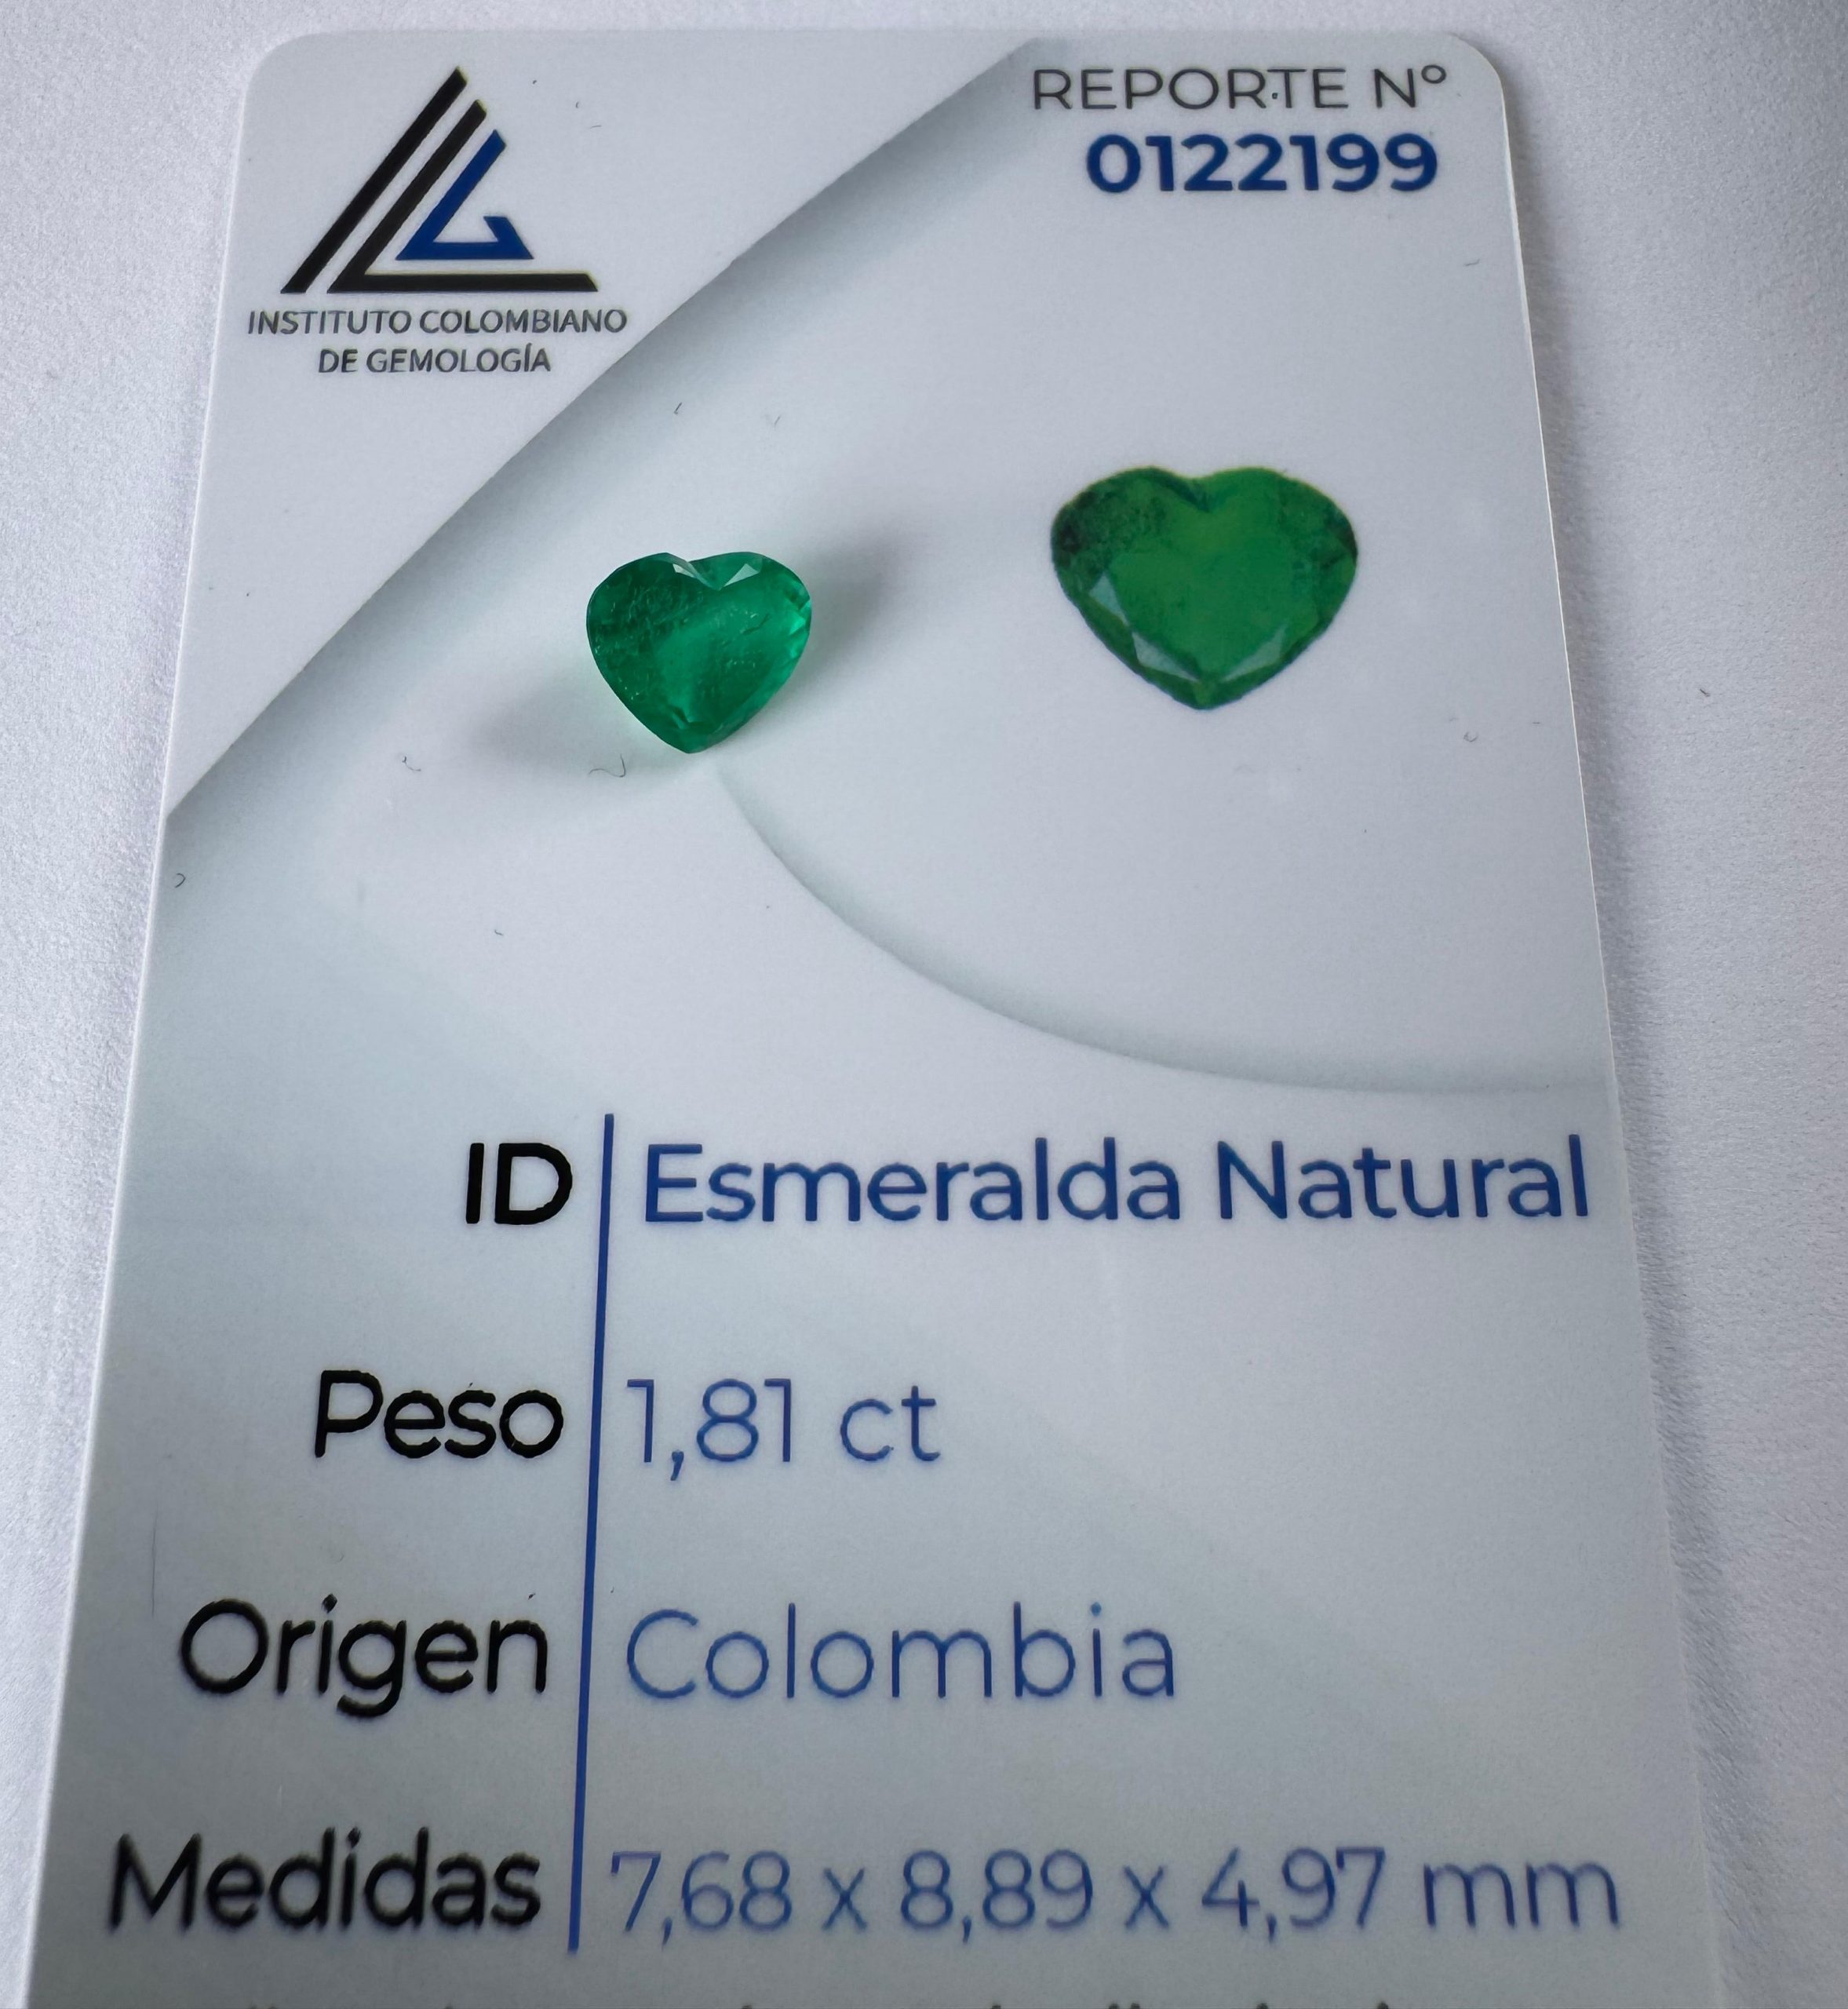 REPORTE Nº
0122199
INSTITUTO COLOMBIANO
DE GEMOLOGÍA
ID Esmeralda Natural
Peso 1,81 ct
Origen Colombia
Medidas 7,68 x 8,89 x 4,97 mm